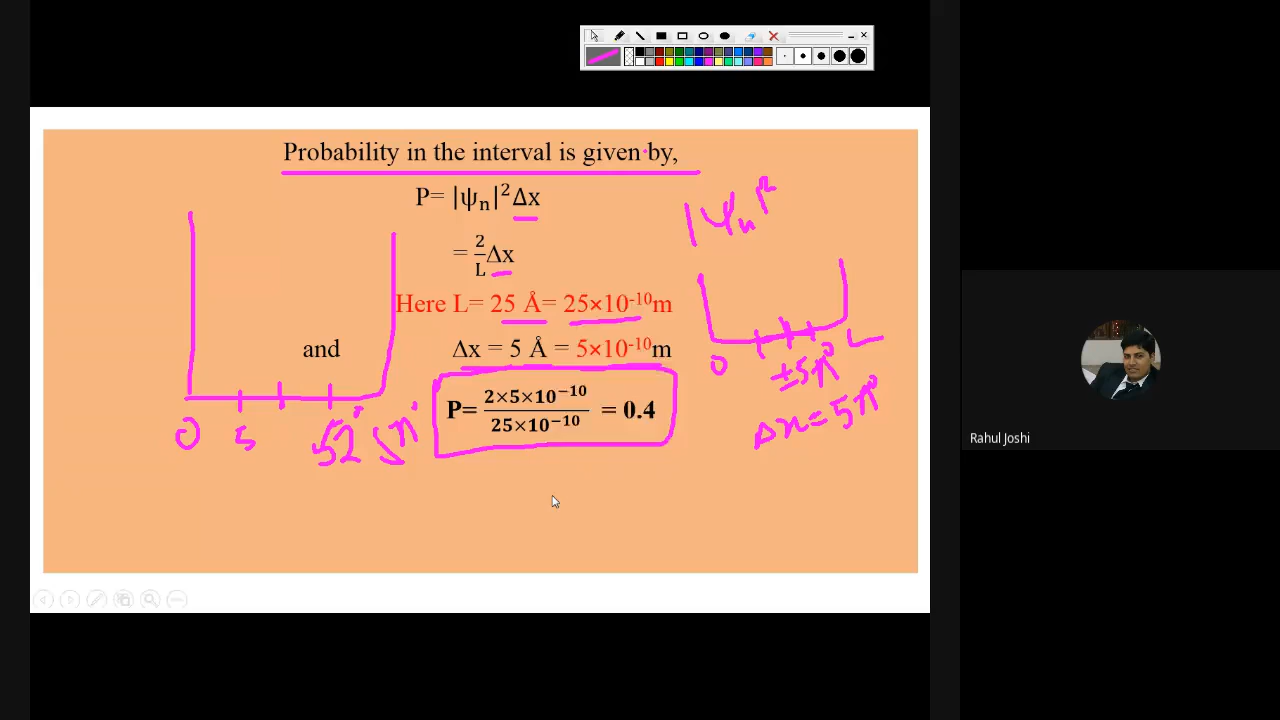 Probability in the interval is given by,
P= |ψₙ|² Δx
= 2/L Δx
Here L= 25 Å= 25×10⁻¹⁰m
and Δx = 5 Å = 5×10⁻¹⁰m
P= 2×5×10⁻¹⁰/25×10⁻¹⁰ = 0.4
|ψₙ|²
0 L
±5A°
Δx=5A°
0 5
Rahul Joshi